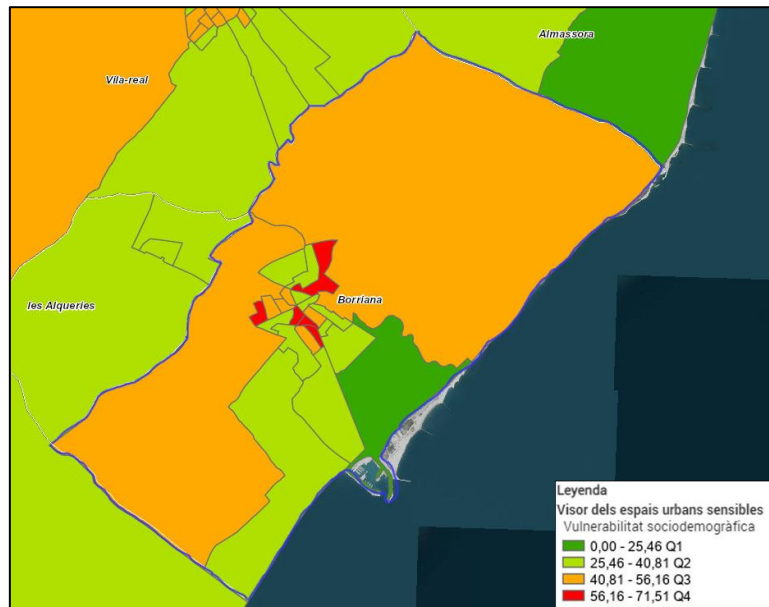 Almassora
Vila-real
les Alqueries
Borriana
Leyenda
Visor dels espais urbans sensibles
Vulnerabilitat sociodemogràfica
0,00 - 25,46 Q1
25,46 - 40,81 Q2
40,81 - 56,16 Q3
56,16 - 71,51 Q4